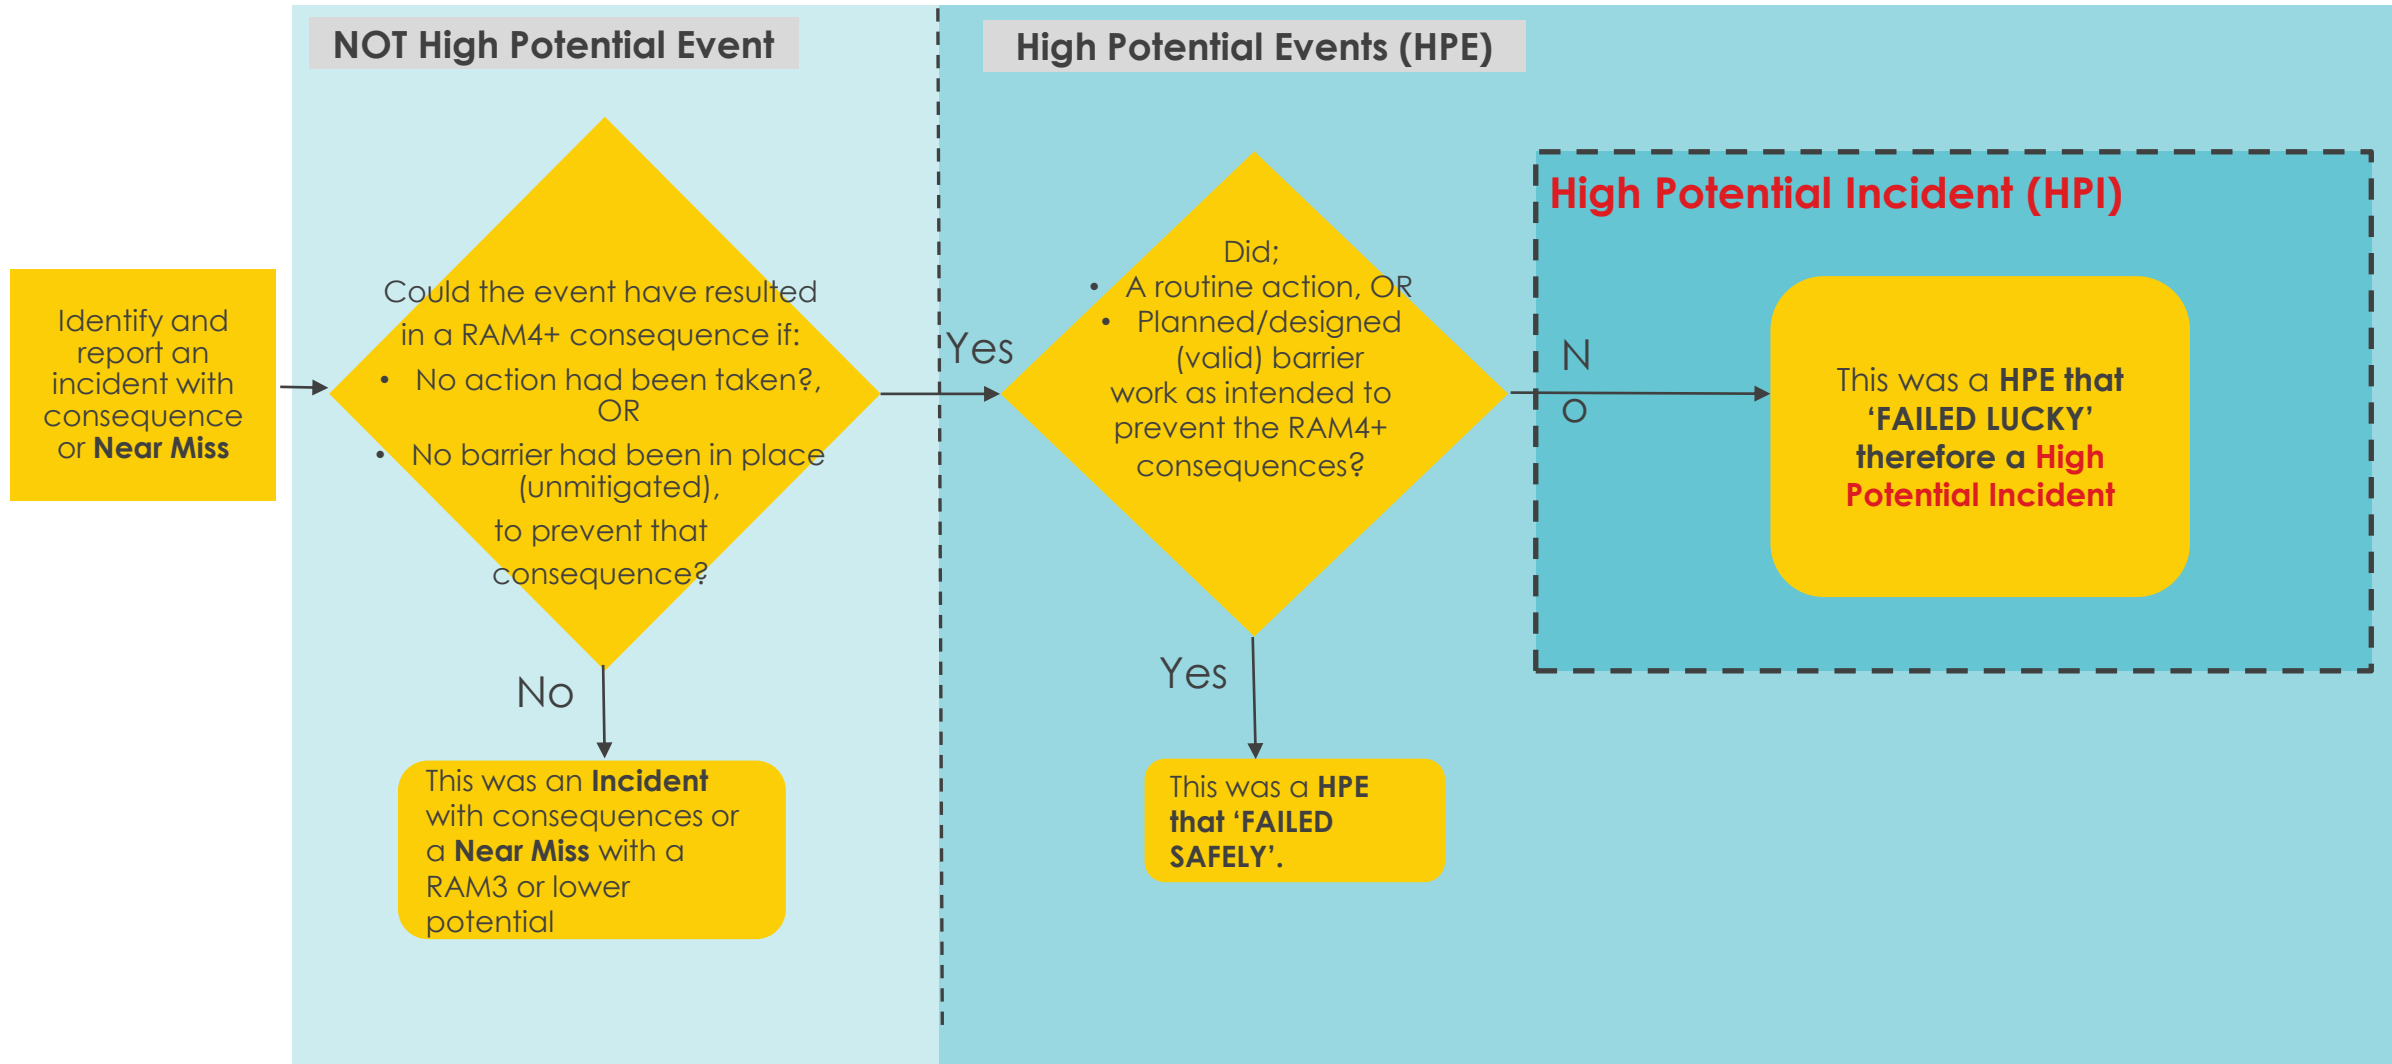 NOT High Potential Event
High Potential Events (HPE)
High Potential Incident (HPI)
Identify and
report an
incident with
consequence
or Near Miss
Could the event have resulted
in a RAM4+ consequence if:
• No action had been taken?,
OR
• No barrier had been in place
(unmitigated),
to prevent that
consequence?
No
This was an Incident
with consequences or
a Near Miss with a
RAM3 or lower
potential
Yes
Did;
• A routine action, OR
• Planned/designed
(valid) barrier
work as intended to
prevent the RAM4+
consequences?
Yes
This was a HPE
that ‘FAILED
SAFELY’.
N
o
This was a HPE that
‘FAILED LUCKY’
therefore a High
Potential Incident